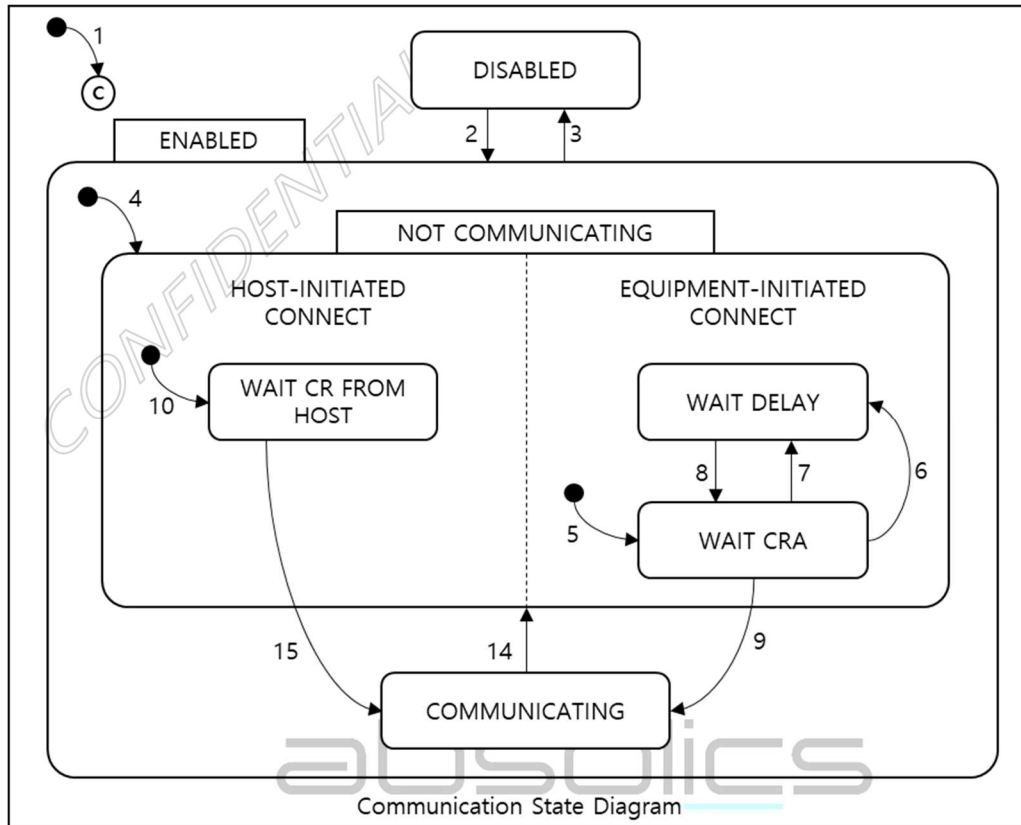 1
C
DISABLED
2
3
ENABLED
4
NOT COMMUNICATING
HOST-INITIATED
CONNECT
EQUIPMENT-INITIATED
CONNECT
10
WAIT CR FROM
HOST
WAIT DELAY
8
7
6
5
WAIT CRA
15
14
9
COMMUNICATING
absolics
Communication State Diagram
CONFIDENTIAL